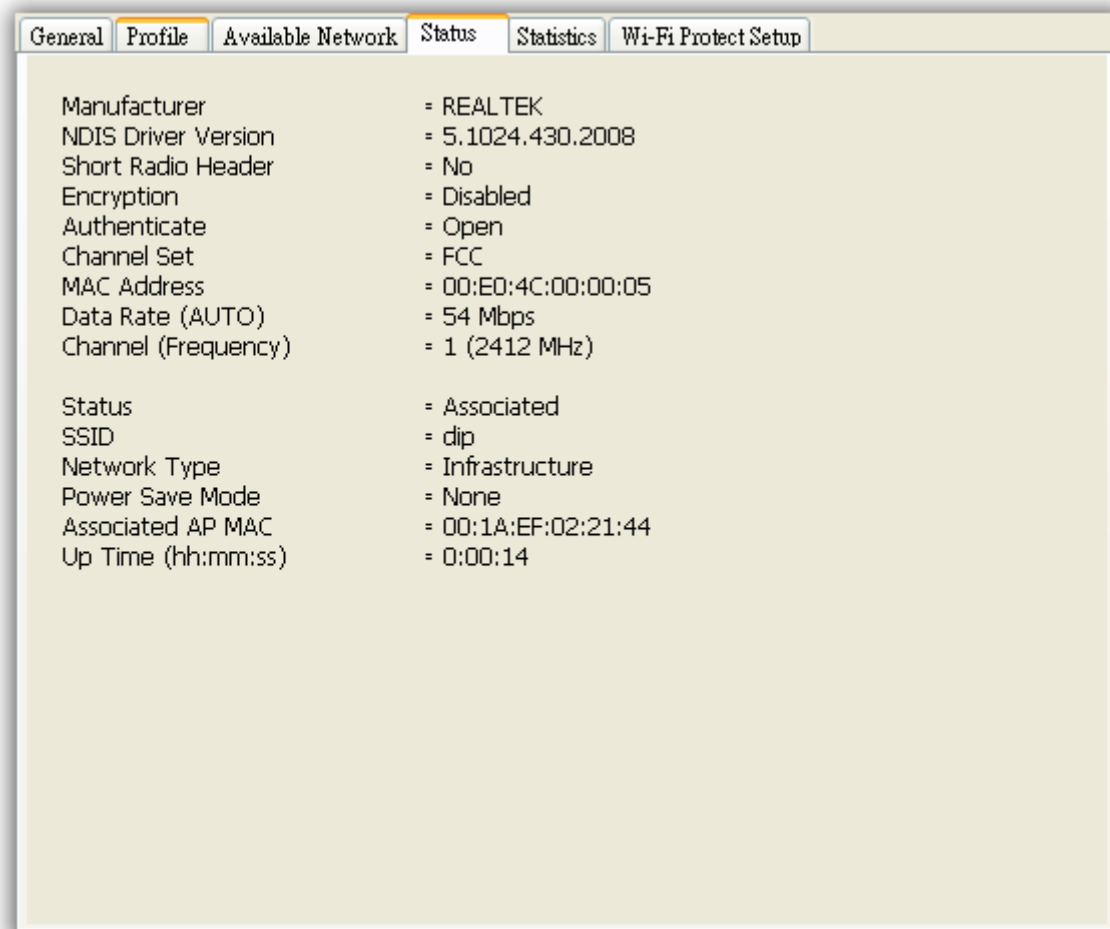 General Profile Available Network Status Statistics Wi-Fi Protect Setup
Manufacturer = REALTEK
NDIS Driver Version = 5.1024.430.2008
Short Radio Header = No
Encryption = Disabled
Authenticate = Open
Channel Set = FCC
MAC Address = 00:E0:4C:00:00:05
Data Rate (AUTO) = 54 Mbps
Channel (Frequency) = 1 (2412 MHz)
Status = Associated
SSID = dip
Network Type = Infrastructure
Power Save Mode = None
Associated AP MAC = 00:1A:EF:02:21:44
Up Time (hh:mm:ss) = 0:00:14